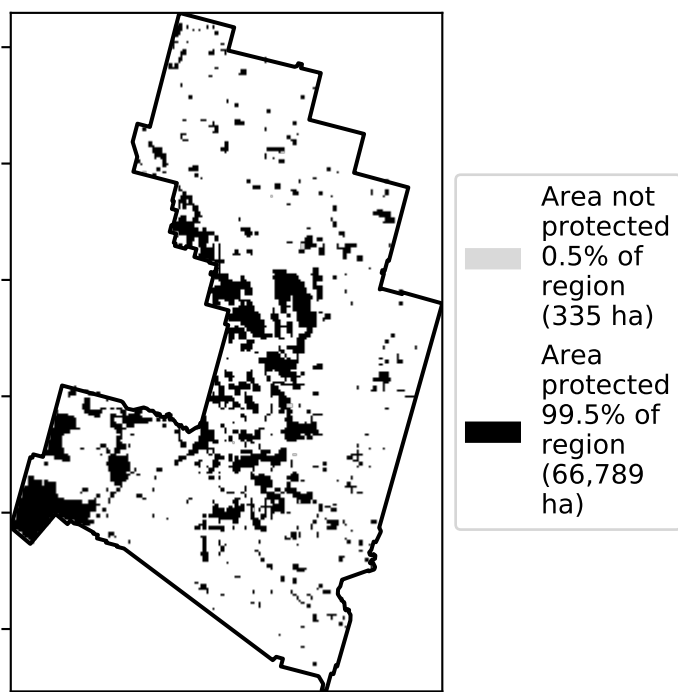 Area not
protected
0.5% of
region
(335 ha)
Area
protected
99.5% of
region
(66,789
ha)